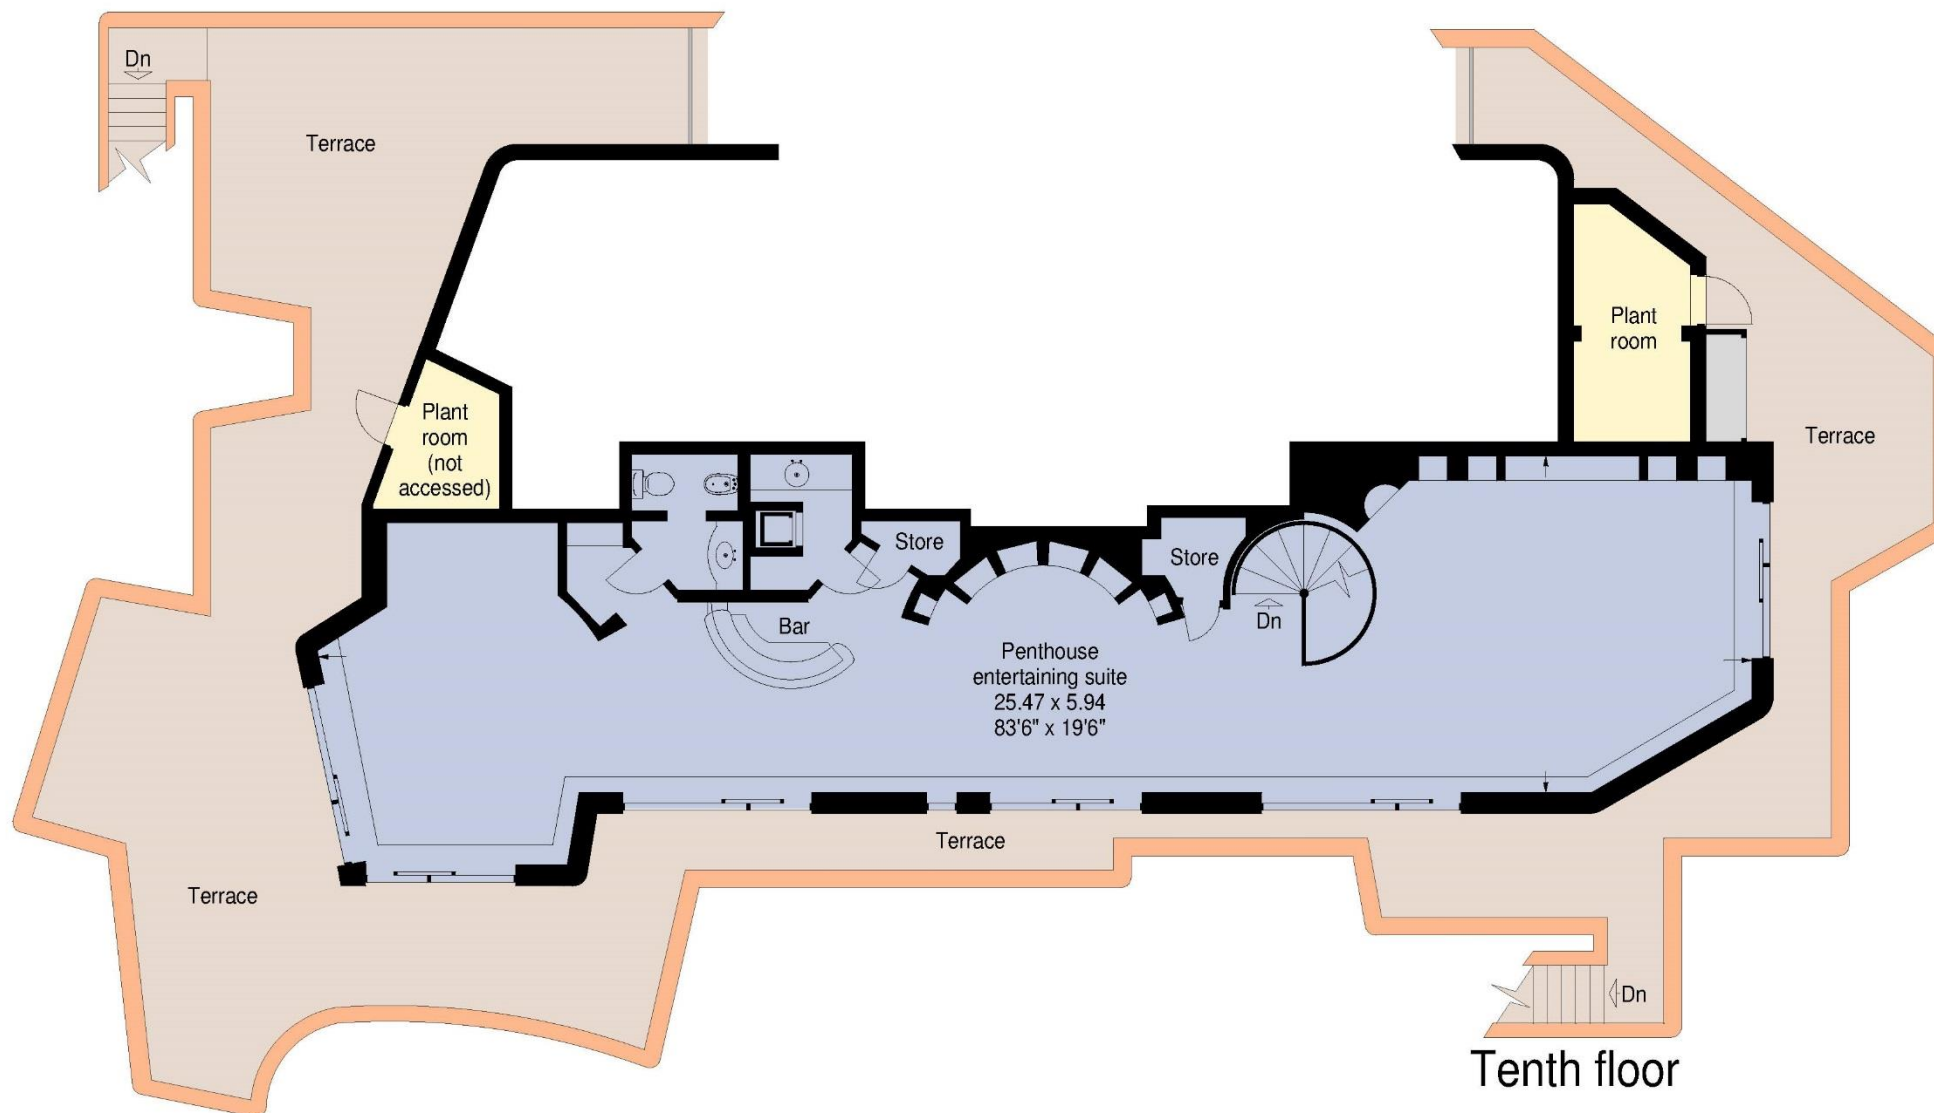 Dn
Terrace
Plant
room
Plant
room
(not
accessed)
Terrace
Store
Store
Bar
Dn
Penthouse
entertaining suite
25.47 x 5.94
83'6" x 19'6"
Terrace
Terrace
Dn
Tenth floor